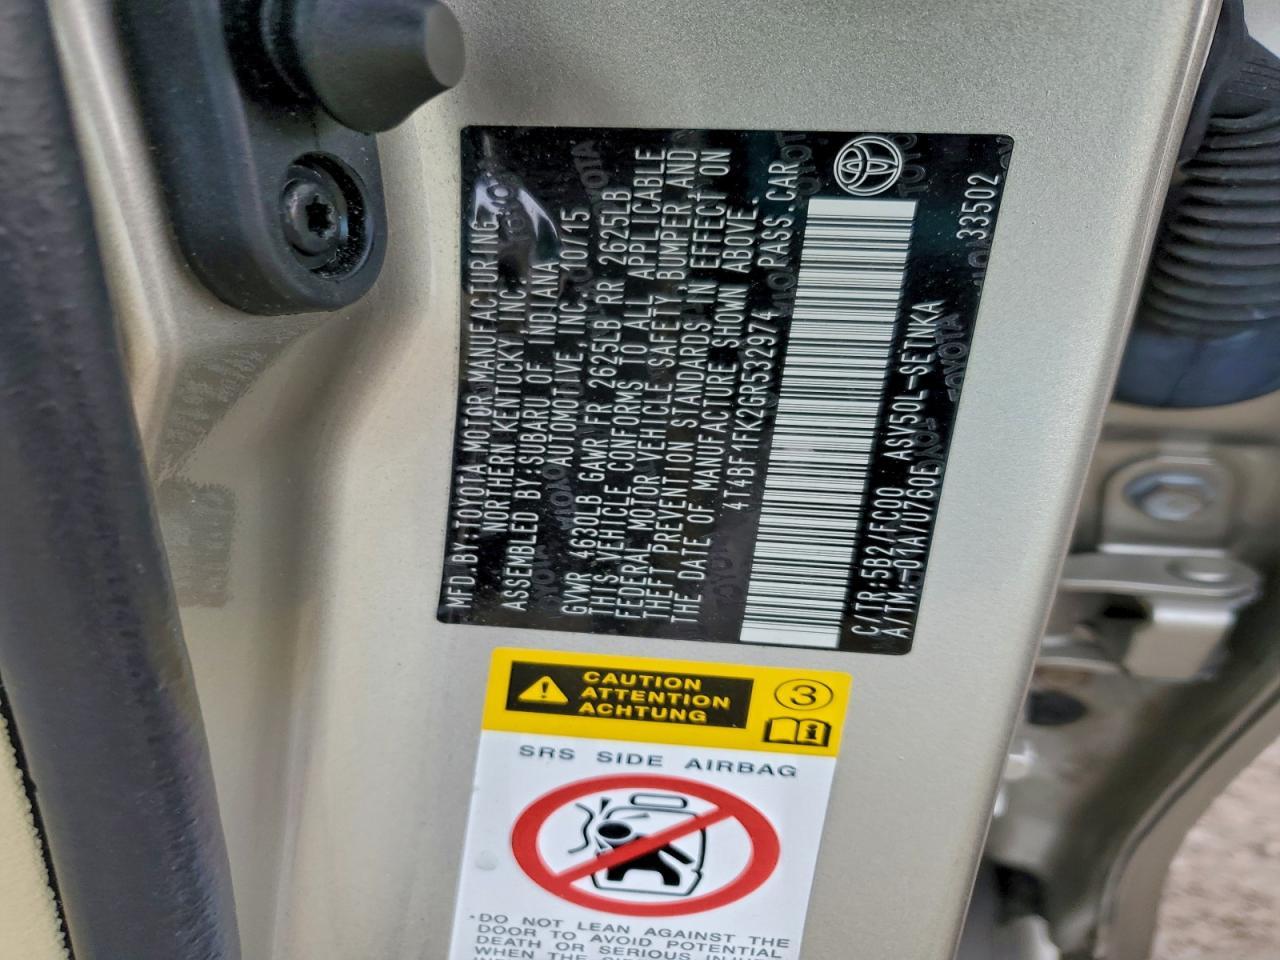 MFD.BY:TOYOTA MOTOR MANUFACTURING,
NORTHERN KENTUCKY INC.
ASSEMBLED BY:SUBARU OF INDIANA
AUTOMOTIVE,INC. 10/15
GVWR 4630LB GAWR FR 2625LB RR 2625LB
THIS VEHICLE CONFORMS TO ALL APPLICABLE
FEDERAL MOTOR VEHICLE SAFETY,BUMPER,AND
THEFT PREVENTION STANDARDS IN EFFECT ON
THE DATE OF MANUFACTURE SHOWN ABOVE.
4T4BF1FK2GR532974 PASS.CAR
C/TR:5B2/FC00 ASV50L-SETNKA
A/TM:-01A/U760E 33502
CAUTION
ATTENTION
ACHTUNG
3
SRS SIDE AIRBAG
·DO NOT LEAN AGAINST THE
DOOR TO AVOID POTENTIAL
DEATH OR SERIOUS